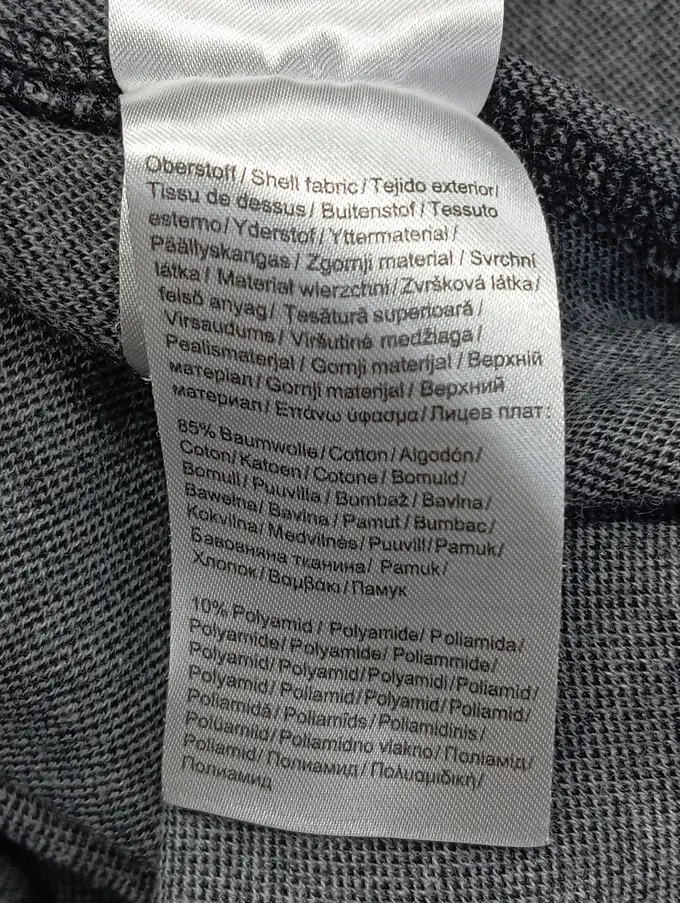 Oberstoff / Shell fabric / Tejido exterior/
Tissu de dessus / Buitenstof / Tessuto
esterno / Yderstof / Yttermaterial /
Päällyskangas / Zgornji material / Svrchní
látka / Materiał wierzchni / Zvršková látka /
felső anyag / Ţesătură superioară /
Virsaudums / Viršutinė medžiaga /
Pealismaterjal / Gornji materijal / Верхній
матеріал / Gornji materijal / Верхний
материал / Επάνω ύφασμα / Лицев плат :
85% Baumwolle / Cotton / Algodón /
Coton / Katoen / Cotone / Bomuld /
Bomull / Puuvilla / Bombaž / Bavlna /
Bawełna / Bavlna / Pamut / Bumbac /
Kokvilna / Medvilnės / Puuvill / Pamuk /
Бавовняна тканина / Pamuk /
Хлопок / Βαμβάκι / Памук
10% Polyamid / Polyamide / Poliamida /
Polyamide / Polyamide / Poliammide /
Polyamid / Polyamid / Polyamidi / Poliamid /
Polyamid / Poliamid / Polyamid / Poliamid /
Poliamidă / Poliamīds / Poliamidinis /
Polüamiid / Poliamidno vlakno / Поліамід /
Poliamid / Полиамид / Πολυαμιδική /
Полиамид